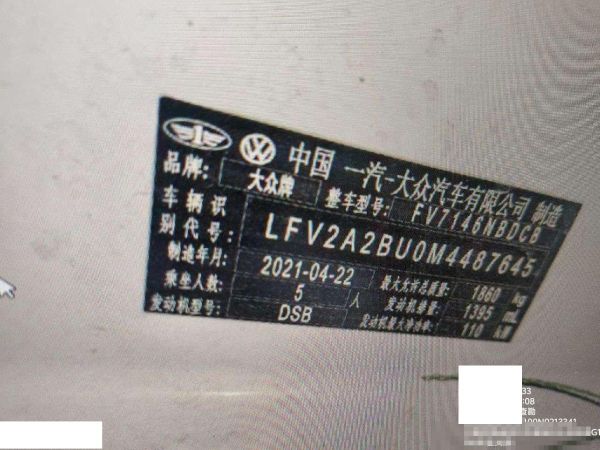 中国 一汽-大众汽车有限公司 制造
品牌: 大众牌 整车型号: FV7146NBDCB
车辆识别代号: LFV2A2BU0M4487645
制造年月: 2021-04-22 最大允许总质量: 1860 kg
乘坐人数: 5 人 发动机排量: 1395 mL
发动机型号: DSB 发动机最大净功率: 110 kW
:33
:08
查勘